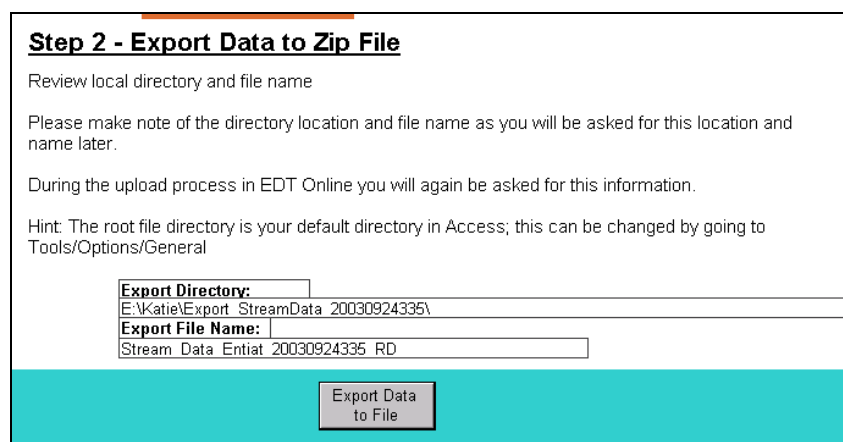 Step 2 - Export Data to Zip File
Review local directory and file name
Please make note of the directory location and file name as you will be asked for this location and
name later.
During the upload process in EDT Online you will again be asked for this information.
Hint: The root file directory is your default directory in Access; this can be changed by going to
Tools/Options/General
Export Directory:
E:\Katie\Export_StreamData_20030924335\
Export File Name:
Stream_Data_Entiat_20030924335_RD
Export Data
to File